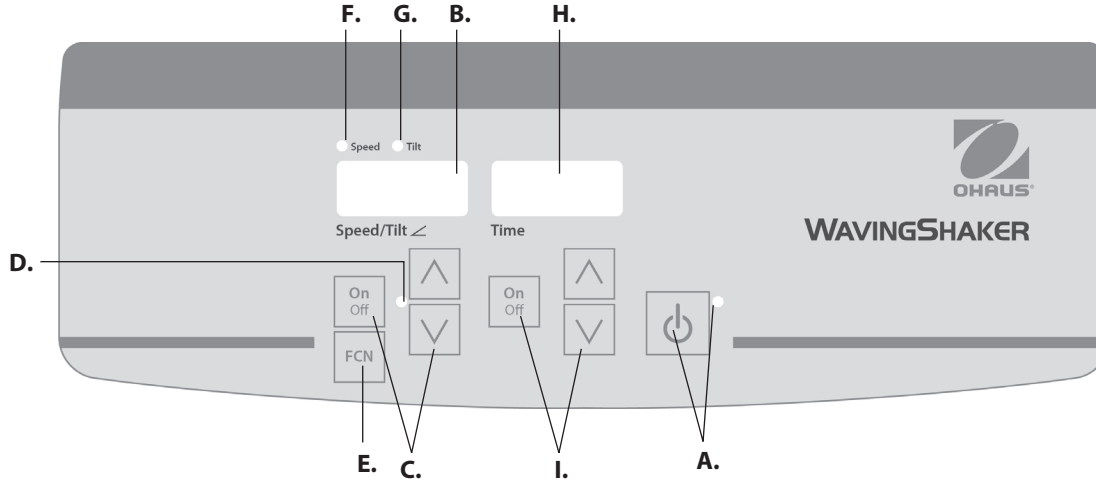 F. G. B. H.
Speed Tilt
OHAUS®
Speed/Tilt Time
WAVINGSHAKER
D.
On On
Off Off
FCN
E. C. I. A.